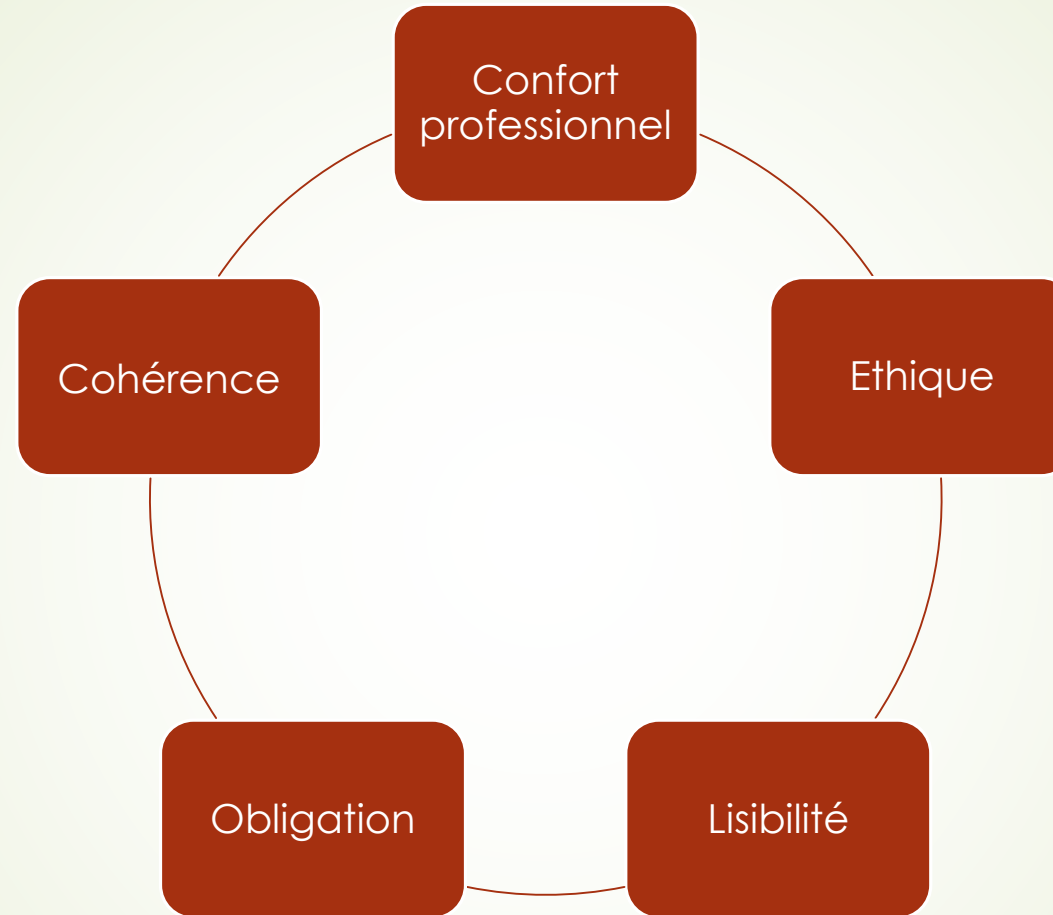 Confort
professionnel
Ethique
Lisibilité
Obligation
Cohérence